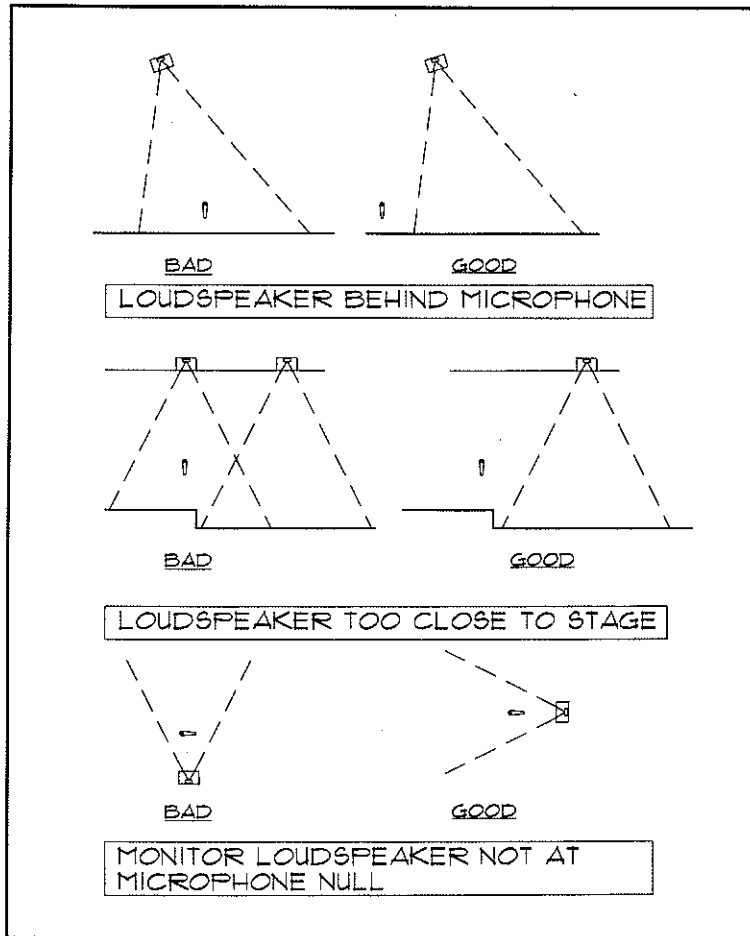 BAD GOOD
LOUDSPEAKER BEHIND MICROPHONE
BAD GOOD
LOUDSPEAKER TOO CLOSE TO STAGE
BAD GOOD
MONITOR LOUDSPEAKER NOT AT
MICROPHONE NULL